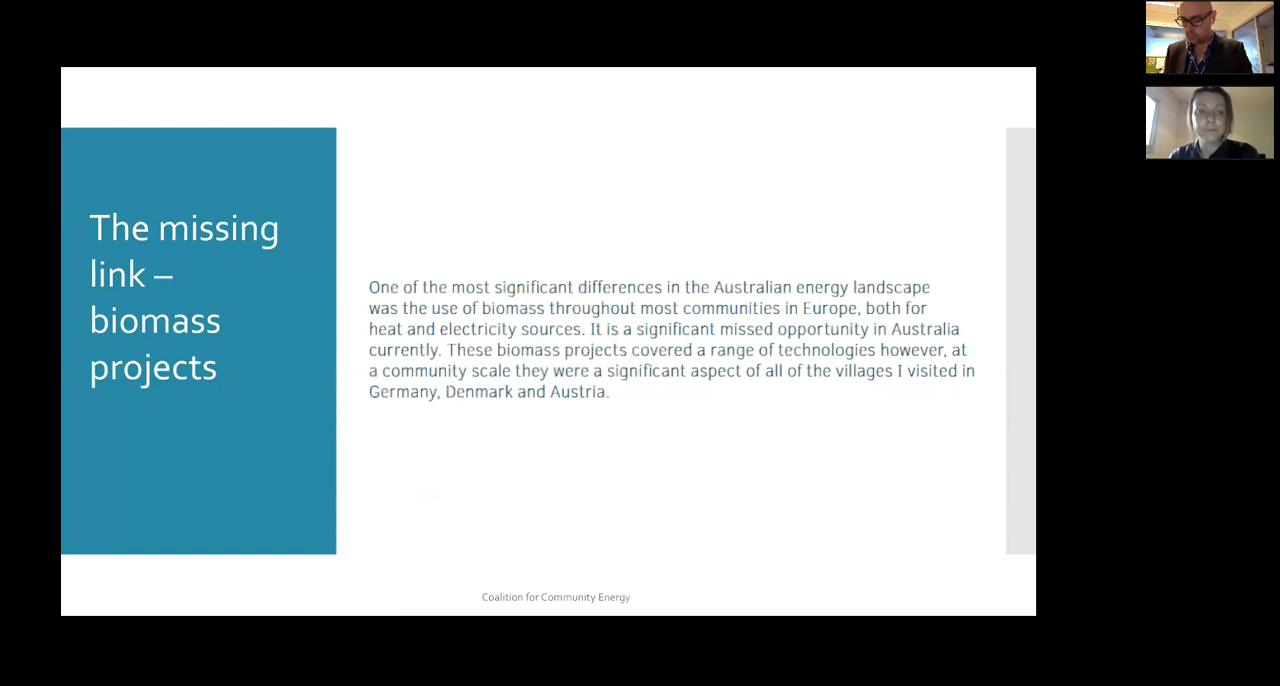 The missing
link –
biomass
projects
One of the most significant differences in the Australian energy landscape
was the use of biomass throughout most communities in Europe, both for
heat and electricity sources. It is a significant missed opportunity in Australia
currently. These biomass projects covered a range of technologies however, at
a community scale they were a significant aspect of all of the villages I visited in
Germany, Denmark and Austria.
Coalition for Community Energy